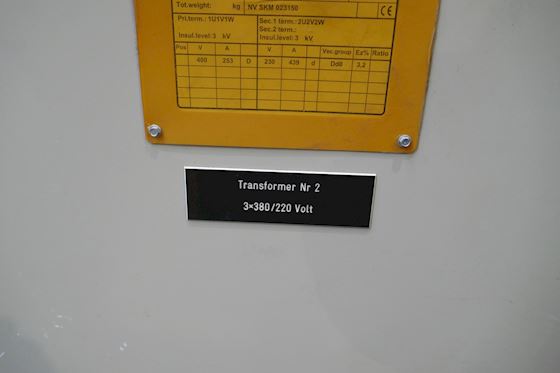 Tot.weight: kg NV SKM 023150 CE
Pri.term.: 1U1V1W Sec.1 term.: 2U2V2W
Sec.2 term.:
Insul.level: 3 kV Insul.level: 3 kV
Pos V A V A Vec.group Ez% Ratio
400 253 D 230 439 d Dd0 3,2
Transformer Nr 2
3×380/220 Volt